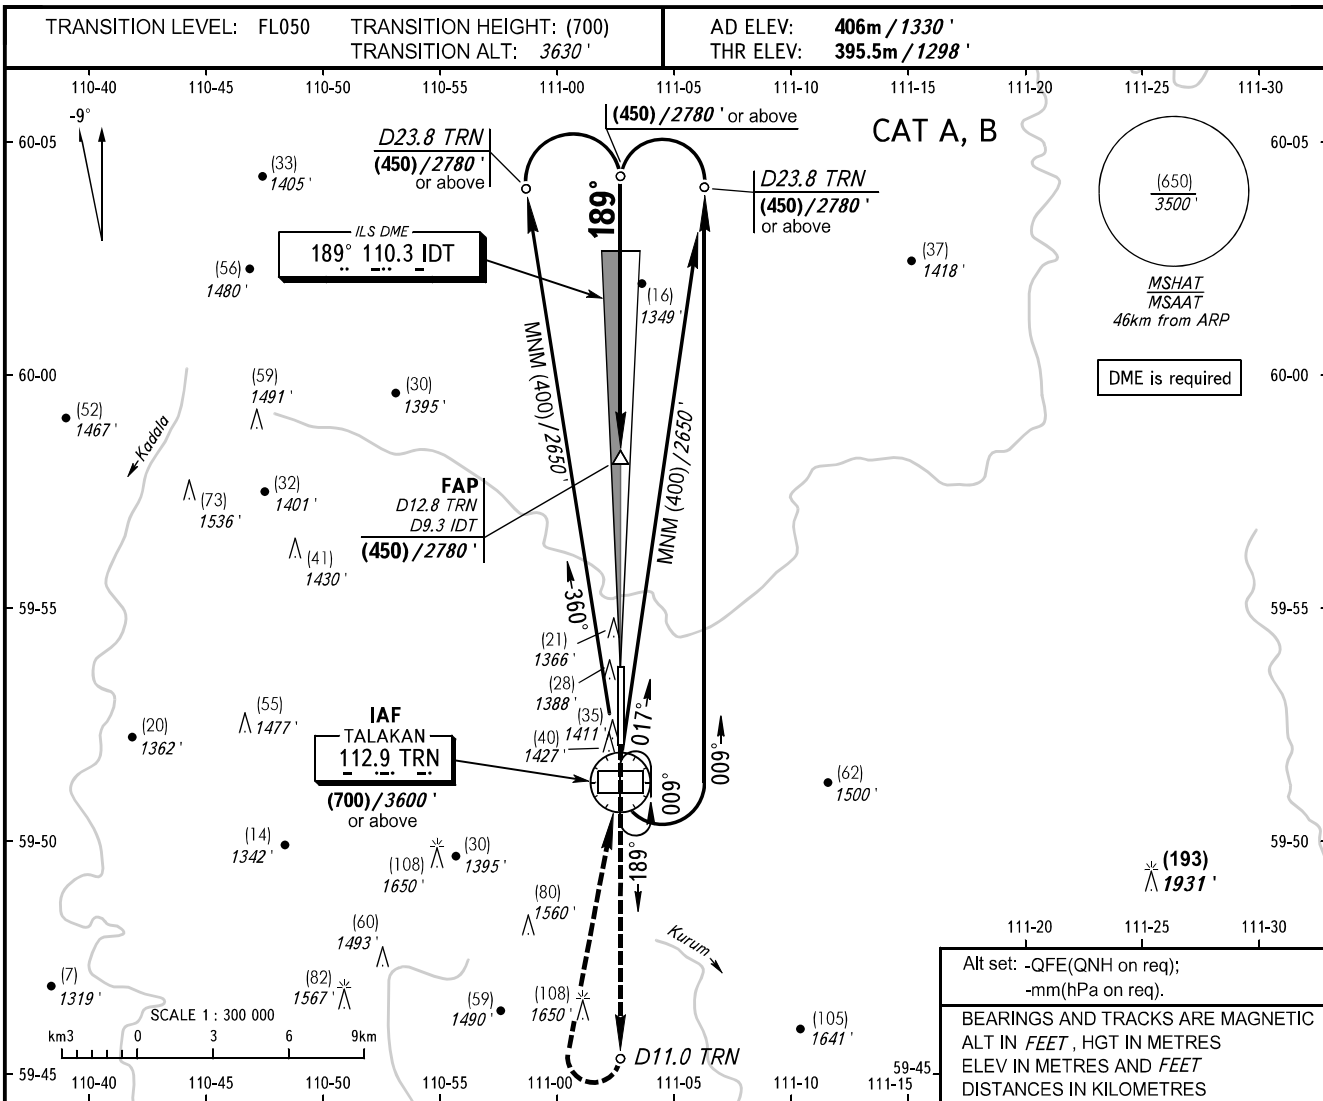 TRANSITION LEVEL: FL050 TRANSITION HEIGHT: (700)
TRANSITION ALT: 3630 '
AD ELEV: 406m / 1330 '
THR ELEV: 395.5m / 1298 '
110-40 110-45 110-50 110-55 111-00 111-05 111-10 111-15 111-20 111-25 111-30
-9°
60-05
60-05
CAT A, B
(450) / 2780 ' or above
D23.8 TRN
(450) / 2780 '
or above
D23.8 TRN
(450) / 2780 '
or above
189°
(650)
3500 '
MSHAT
MSAAT
46km from ARP
DME is required
(33)
1405 '
ILS DME
189° 110.3 IDT
(56)
1480 '
(37)
1418 '
(16)
1349 '
MNM (400) / 2650 '
MNM (400) / 2650 '
60-00
60-00
(59)
1491 '
(30)
1395 '
(52)
1467 '
Kadala
(32)
1401 '
(73)
1536 '
(41)
1430 '
FAP
D12.8 TRN
D9.3 IDT
(450) / 2780 '
360°
59-55
59-55
(21)
1366 '
(28)
1388 '
(35)
1411 '
(40)
1427 '
017°
009°
009°
189°
(55)
1477 '
(20)
1362 '
IAF
TALAKAN
112.9 TRN
(700) / 3600 '
or above
(62)
1500 '
59-50
59-50
(14)
1342 '
(108)
1650 '
(30)
1395 '
(193)
1931 '
(80)
1560 '
(60)
1493 '
Kurum
111-20 111-25 111-30
(7)
1319 '
(82)
1567 '
(59)
1490 '
(108)
1650 '
(105)
1641 '
SCALE 1 : 300 000
km3 0 3 6 9km
D11.0 TRN
59-45
59-45
110-40 110-45 110-50 110-55 111-00 111-05 111-10 111-15
Alt set: -QFE(QNH on req);
-mm(hPa on req).
BEARINGS AND TRACKS ARE MAGNETIC
ALT IN FEET , HGT IN METRES
ELEV IN METRES AND FEET
DISTANCES IN KILOMETRES